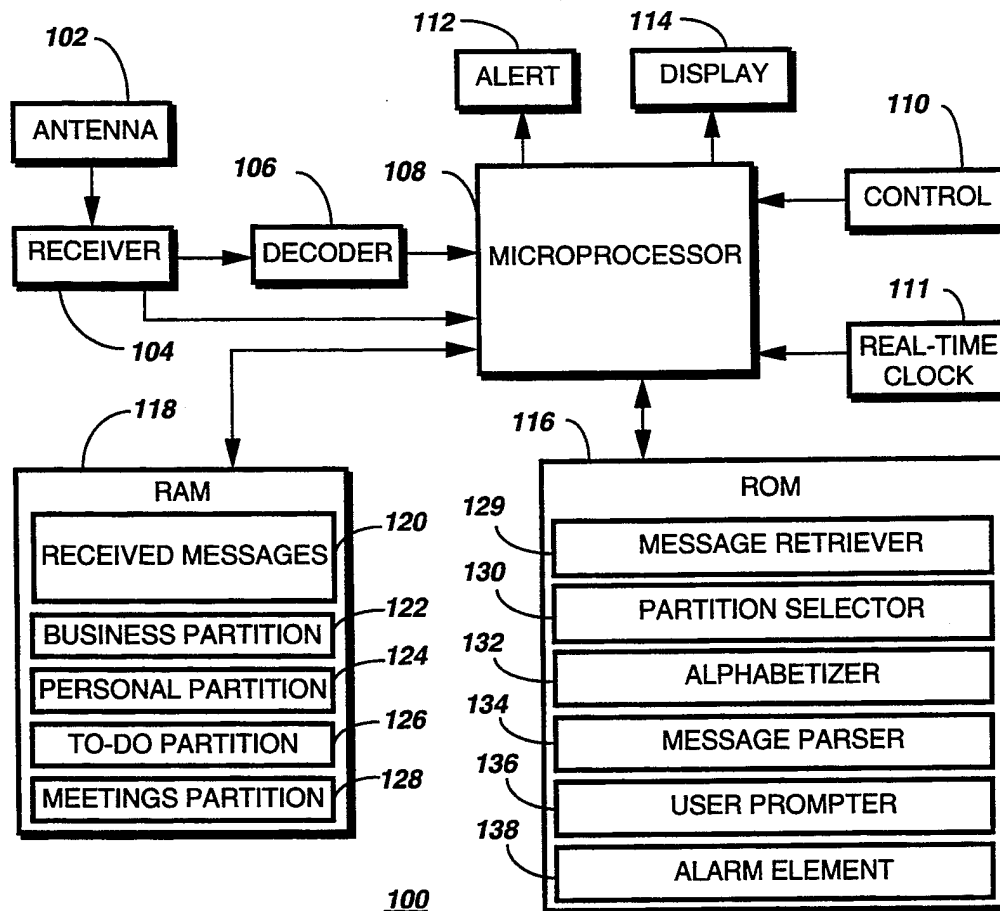 102
ANTENNA
112
ALERT
114
DISPLAY
110
CONTROL
106
DECODER
108
MICROPROCESSOR
RECEIVER
104
111
REAL-TIME
CLOCK
118
RAM
RECEIVED MESSAGES
120
BUSINESS PARTITION
122
PERSONAL PARTITION
124
TO-DO PARTITION
126
MEETINGS PARTITION
128
116
ROM
129
MESSAGE RETRIEVER
130
PARTITION SELECTOR
132
ALPHABETIZER
134
MESSAGE PARSER
136
USER PROMPTER
138
ALARM ELEMENT
100